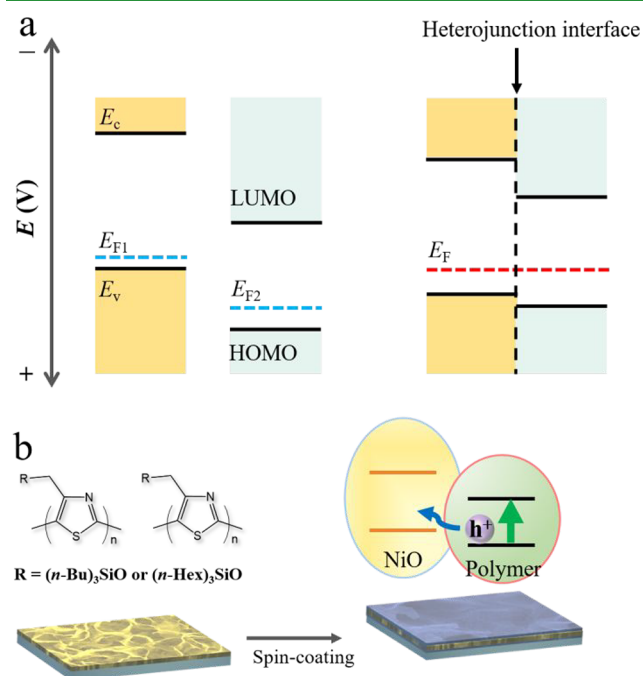 a
Heterojunction interface
−
E (V)
+
Ec
EF1
Ev
LUMO
EF2
HOMO
EF
b
R
N
S
n
R
N
S
n
R = (n-Bu)3SiO or (n-Hex)3SiO
NiO
h+
Polymer
Spin-coating